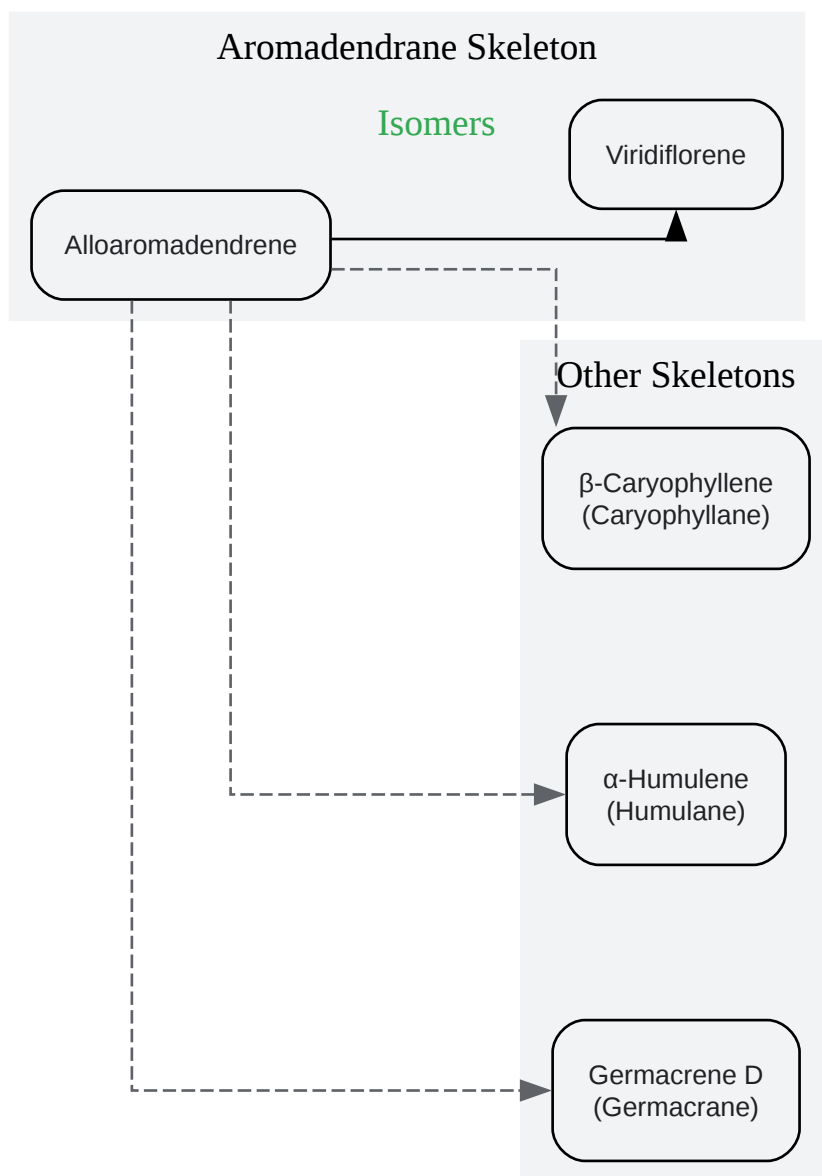 Aromadendrane Skeleton
Isomers
Viridiflorene
Alloaromadendrene
Other Skeletons
β-Caryophyllene
(Caryophyllane)
α-Humulene
(Humulane)
Germacrene D
(Germacrane)